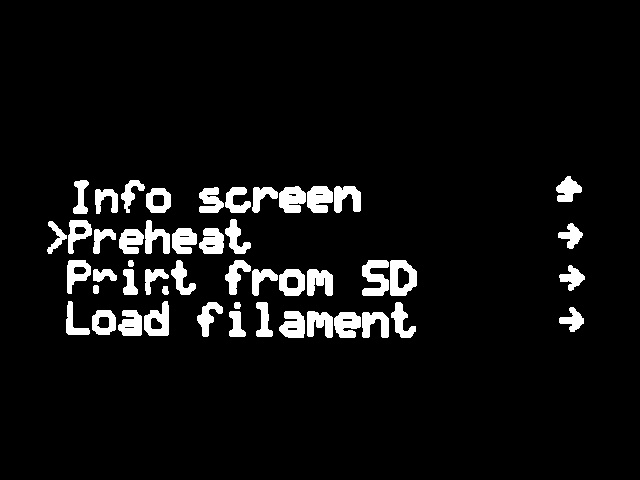 Info screen
>Preheat →
Print from SD →
Load filament →